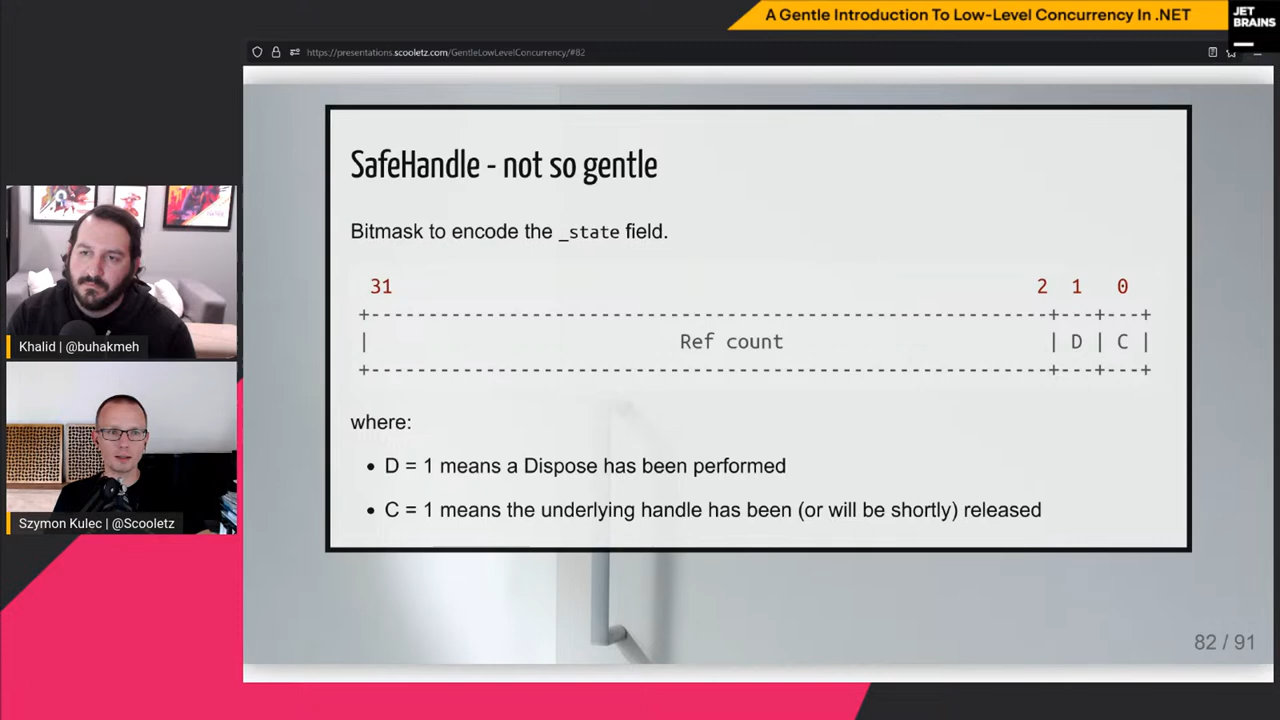 A Gentle Introduction To Low-Level Concurrency In .NET
JET
BRAINS
https://presentations.scooletz.com/GentleLowLevelConcurrency/#82
SafeHandle - not so gentle
Bitmask to encode the _state field.
31 2 1 0
+-----------------------------------------------------------+---+---+
| Ref count | D | C |
+-----------------------------------------------------------+---+---+
where:
• D = 1 means a Dispose has been performed
• C = 1 means the underlying handle has been (or will be shortly) released
82 / 91
Khalid | @buhakmeh
Szymon Kulec | @Scooletz